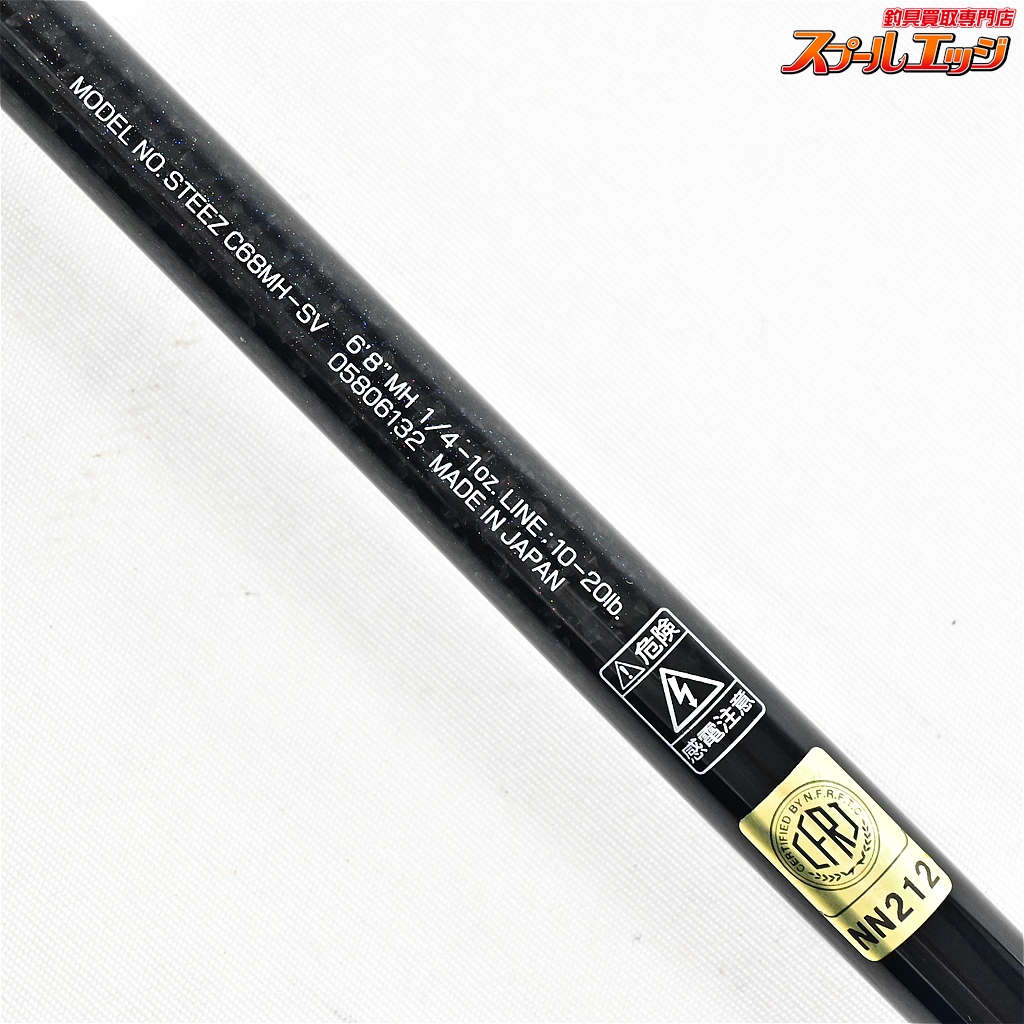 釣具買取専門店
スプールエッジ
MODEL NO. STEEZ C68MH-SV 6'8" MH 1/4-1oz. LINE : 10-20lb.
05806132 MADE IN JAPAN
危険
感電注意
CERTIFIED BY N.F.R.F.T.C
CFRJ
NN212